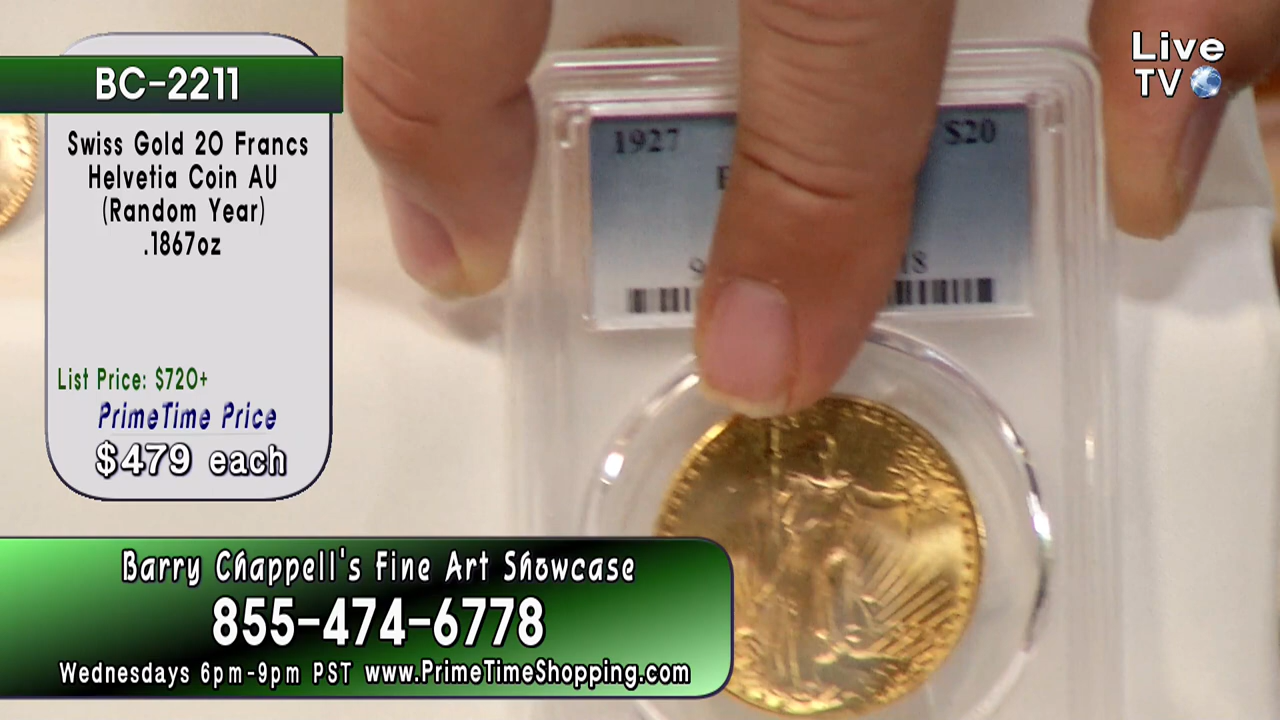 BC-2211
Swiss Gold 20 Francs
Helvetia Coin AU
(Random Year)
.1867oz
List Price: $720+
PrimeTime Price
$479 each
Live
TV
1927
$20
Barry Chappell's Fine Art Showcase
855-474-6778
Wednesdays 6pm-9pm PST www.PrimeTimeShopping.com